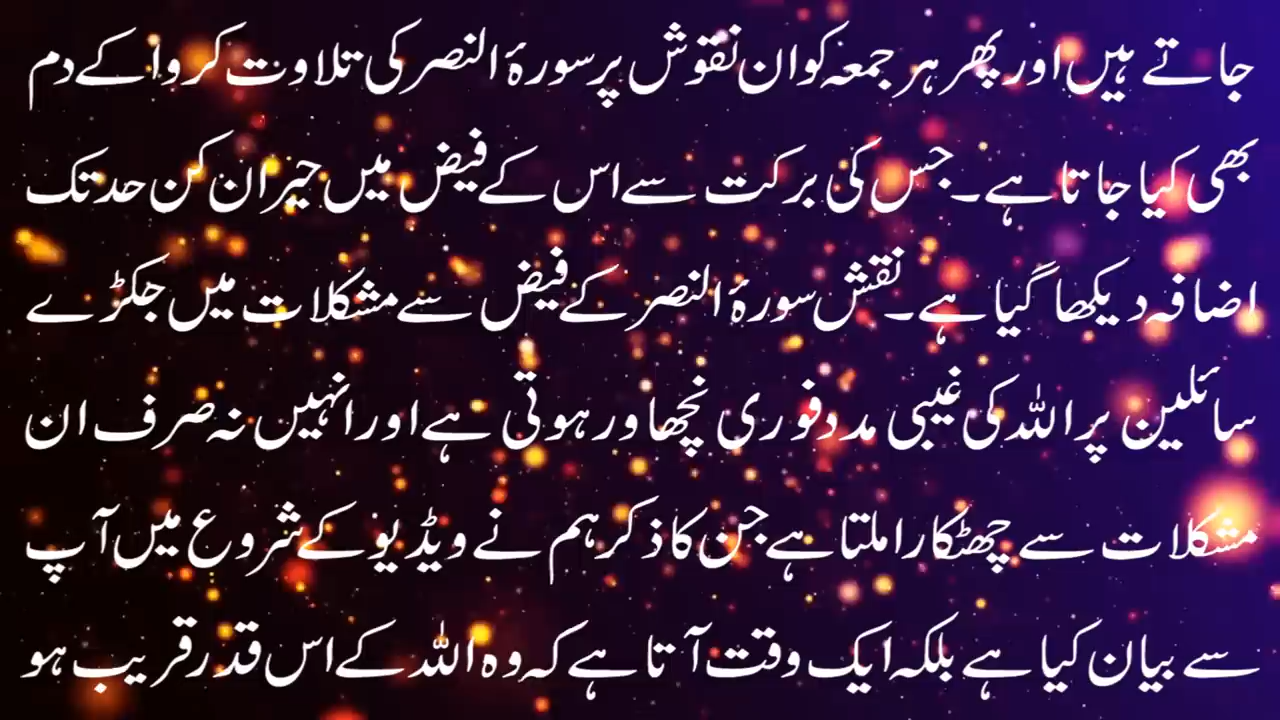 جاتے ہیں اور پھر ہر جمعہ کو ان نقوش پر سورۂ النصر کی تلاوت کروا کے دم
بھی کیا جاتا ہے۔ جس کی برکت سے اس کے فیض میں حیران کن حد تک
اضافہ دیکھا گیا ہے۔ نقش سورۂ النصر کے فیض سے مشکلات میں جکڑے
سائلین پر اللہ کی غیبی مدد فوری نچھاور ہوتی ہے اور انہیں نہ صرف ان
مشکلات سے چھٹکارا ملتا ہے جن کا ذکر ہم نے ویڈیو کے شروع میں آپ
سے بیان کیا ہے بلکہ ایک وقت آتا ہے کہ وہ اللہ کے اس قدر قریب ہو